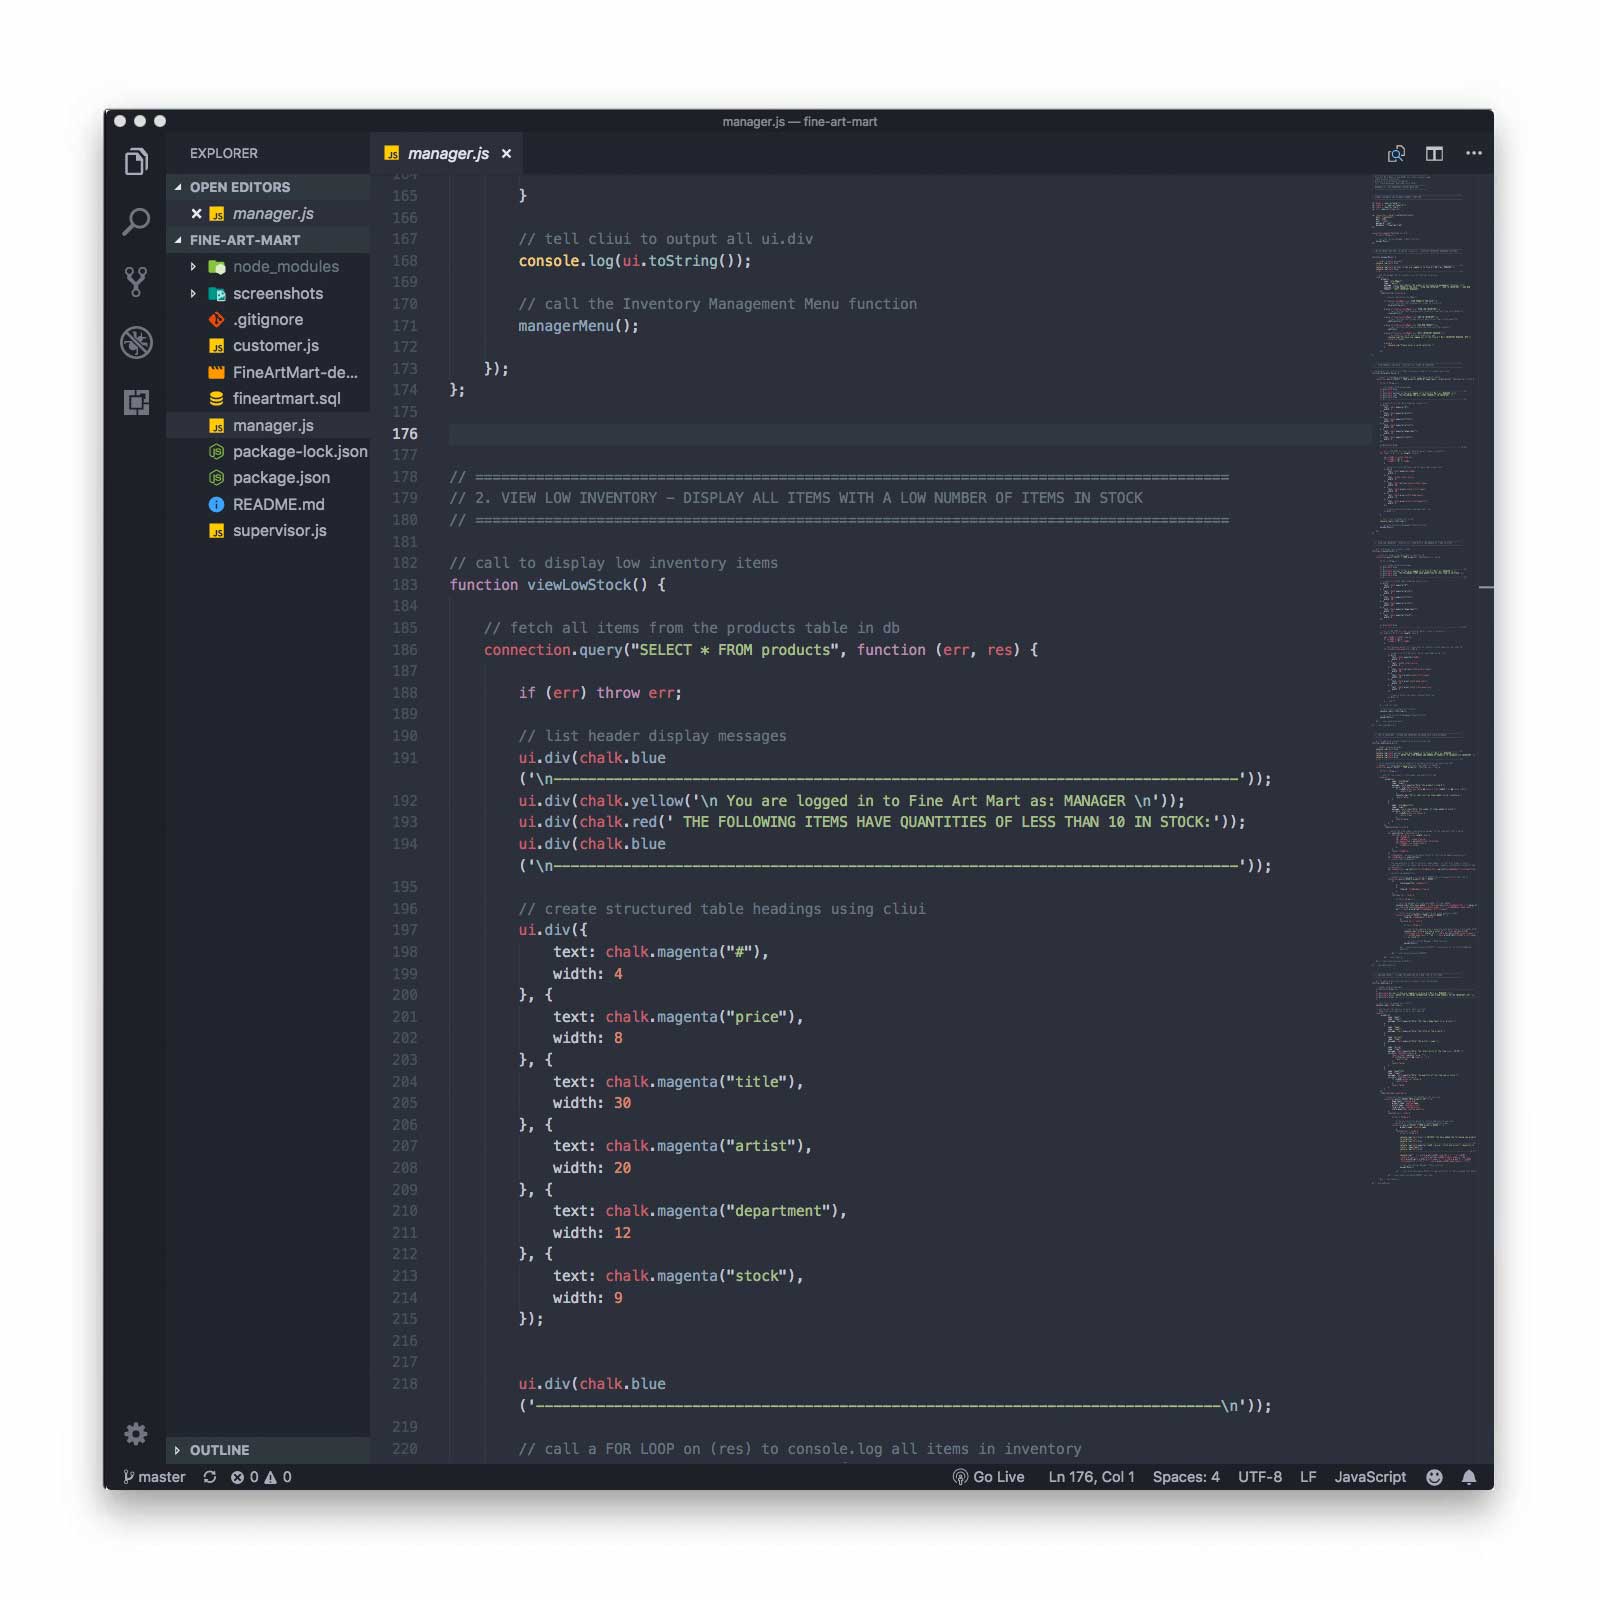 manager.js — fine-art-mart
EXPLORER
OPEN EDITORS
manager.js
FINE-ART-MART
node_modules
screenshots
.gitignore
customer.js
FineArtMart-de...
fineartmart.sql
manager.js
package-lock.json
package.json
README.md
supervisor.js
OUTLINE
manager.js
164
165 }
166
167 // tell cliui to output all ui.div
168 console.log(ui.toString());
169
170 // call the Inventory Management Menu function
171 managerMenu();
172
173 });
174 };
175
176
177
178 // =======================================================================================
179 // 2. VIEW LOW INVENTORY – DISPLAY ALL ITEMS WITH A LOW NUMBER OF ITEMS IN STOCK
180 // =======================================================================================
181
182 // call to display low inventory items
183 function viewLowStock() {
184
185 // fetch all items from the products table in db
186 connection.query("SELECT * FROM products", function (err, res) {
187
188 if (err) throw err;
189
190 // list header display messages
191 ui.div(chalk.blue
('\n-------------------------------------------------------------------------------'));
192 ui.div(chalk.yellow('\n You are logged in to Fine Art Mart as: MANAGER \n'));
193 ui.div(chalk.red(' THE FOLLOWING ITEMS HAVE QUANTITIES OF LESS THAN 10 IN STOCK:'));
194 ui.div(chalk.blue
('\n-------------------------------------------------------------------------------'));
195
196 // create structured table headings using cliui
197 ui.div({
198 text: chalk.magenta("#"),
199 width: 4
200 }, {
201 text: chalk.magenta("price"),
202 width: 8
203 }, {
204 text: chalk.magenta("title"),
205 width: 30
206 }, {
207 text: chalk.magenta("artist"),
208 width: 20
209 }, {
210 text: chalk.magenta("department"),
211 width: 12
212 }, {
213 text: chalk.magenta("stock"),
214 width: 9
215 });
216
217
218 ui.div(chalk.blue
('-------------------------------------------------------------------------------\n'));
219
220 // call a FOR LOOP on (res) to console.log all items in inventory
master 0 0 Go Live Ln 176, Col 1 Spaces: 4 UTF-8 LF JavaScript